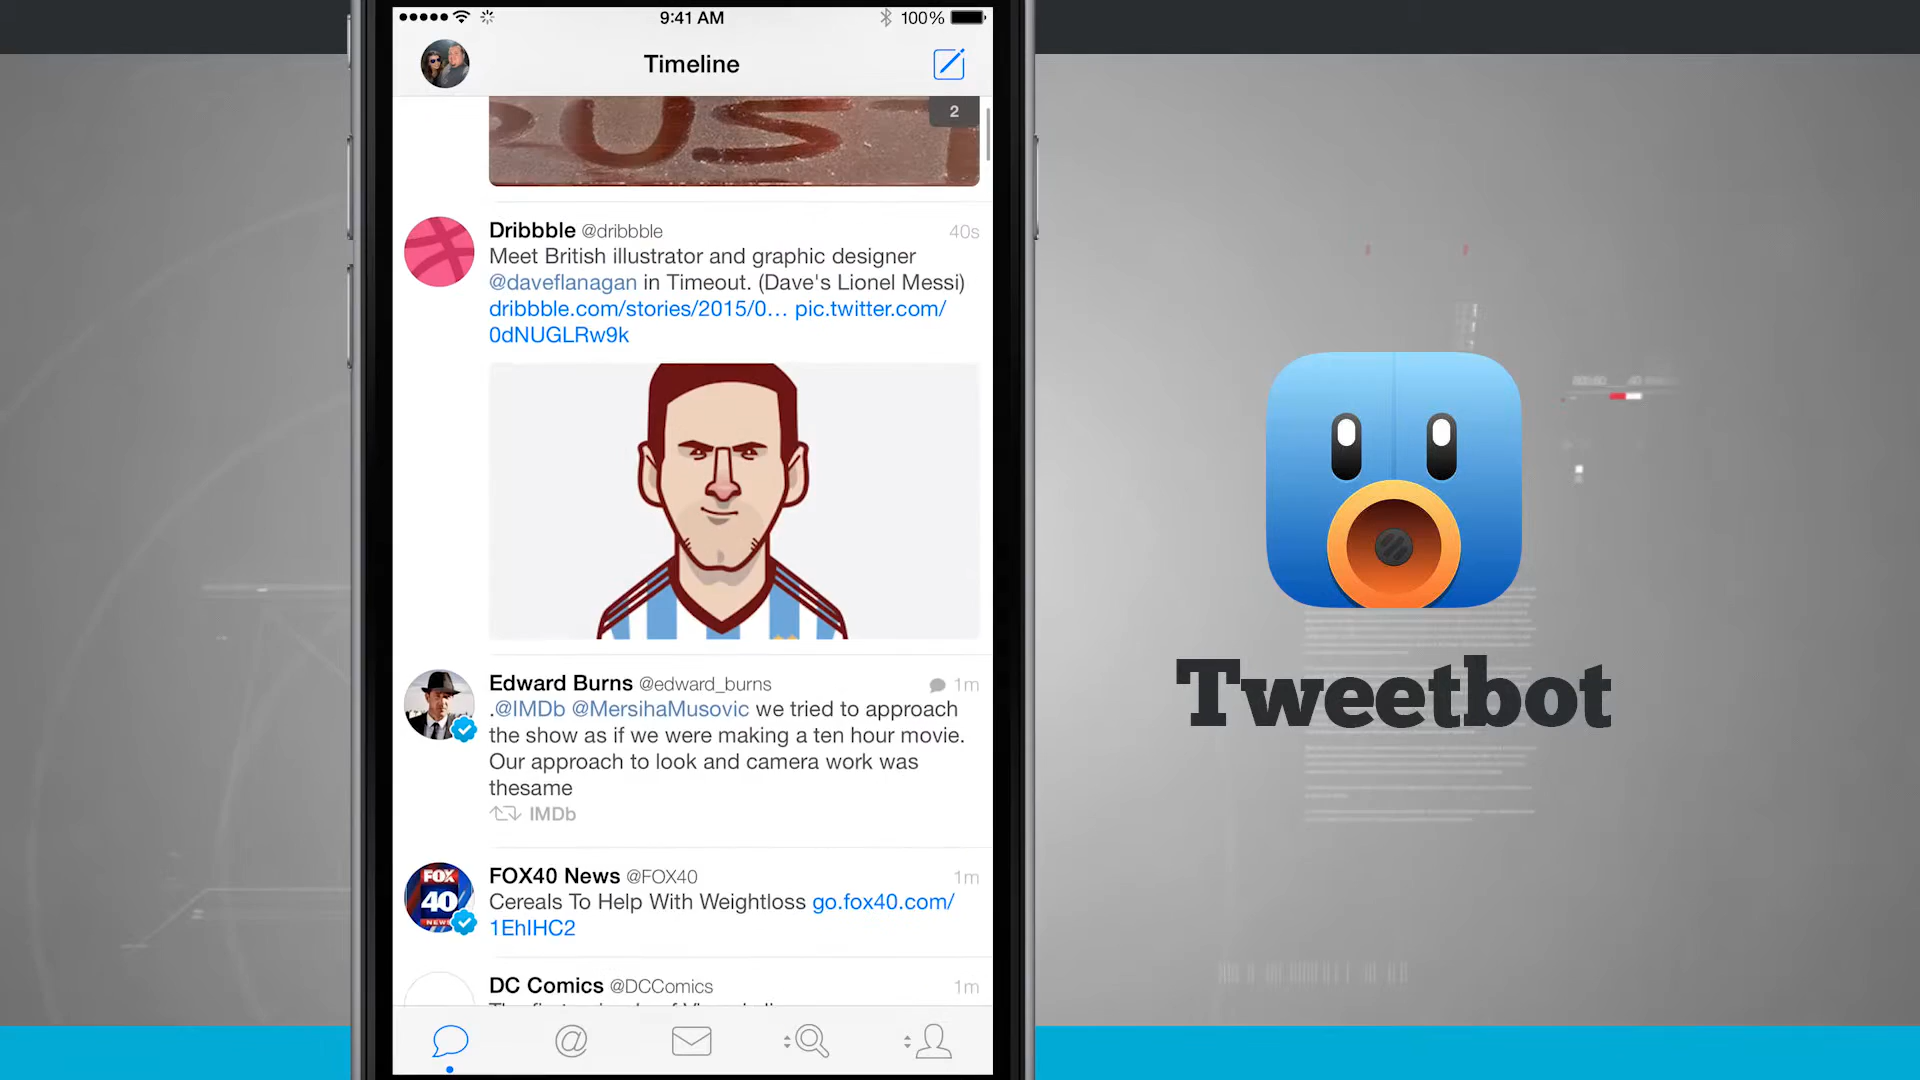 9:41 AM
100%
Timeline
2
Dribbble @dribbble 40s
Meet British illustrator and graphic designer
@daveflanagan in Timeout. (Dave's Lionel Messi)
dribbble.com/stories/2015/0… pic.twitter.com/
0dNUGLRw9k
Edward Burns @edward_burns 1m
.@IMDb @MersihaMusovic we tried to approach
the show as if we were making a ten hour movie.
Our approach to look and camera work was
thesame
IMDb
FOX40 News @FOX40 1m
FOX
40
NEWS
Cereals To Help With Weightloss go.fox40.com/
1EhIHC2
DC Comics @DCComics 1m
@
Tweetbot